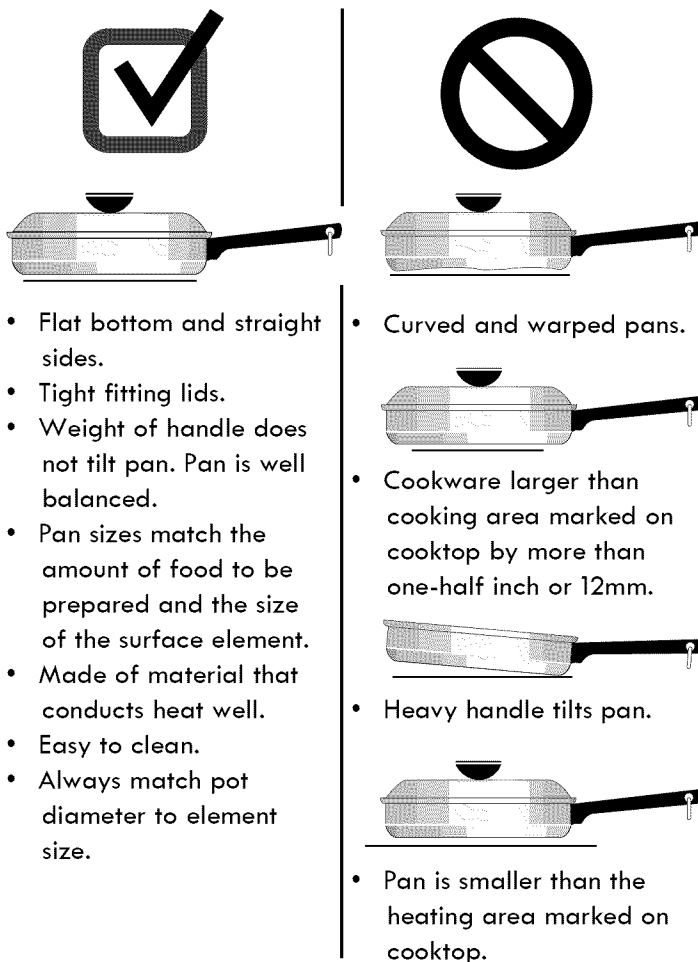 • Flat bottom and straight
sides.
• Tight fitting lids.
• Weight of handle does
not tilt pan. Pan is well
balanced.
• Pan sizes match the
amount of food to be
prepared and the size
of the surface element.
• Made of material that
conducts heat well.
• Easy to clean.
• Always match pot
diameter to element
size.
• Curved and warped pans.
• Cookware larger than
cooking area marked on
cooktop by more than
one-half inch or 12mm.
• Heavy handle tilts pan.
• Pan is smaller than the
heating area marked on
cooktop.